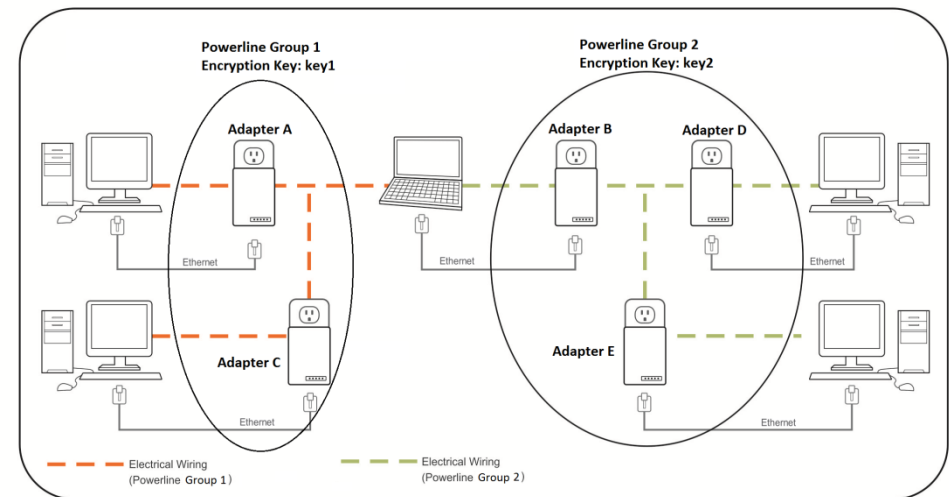 Powerline Group 1
Encryption Key: key1
Powerline Group 2
Encryption Key: key2
Adapter A
Adapter B
Adapter D
Ethernet
Ethernet
Ethernet
Adapter C
Adapter E
Ethernet
Ethernet
Electrical Wiring
(Powerline Group 1)
Electrical Wiring
(Powerline Group 2)